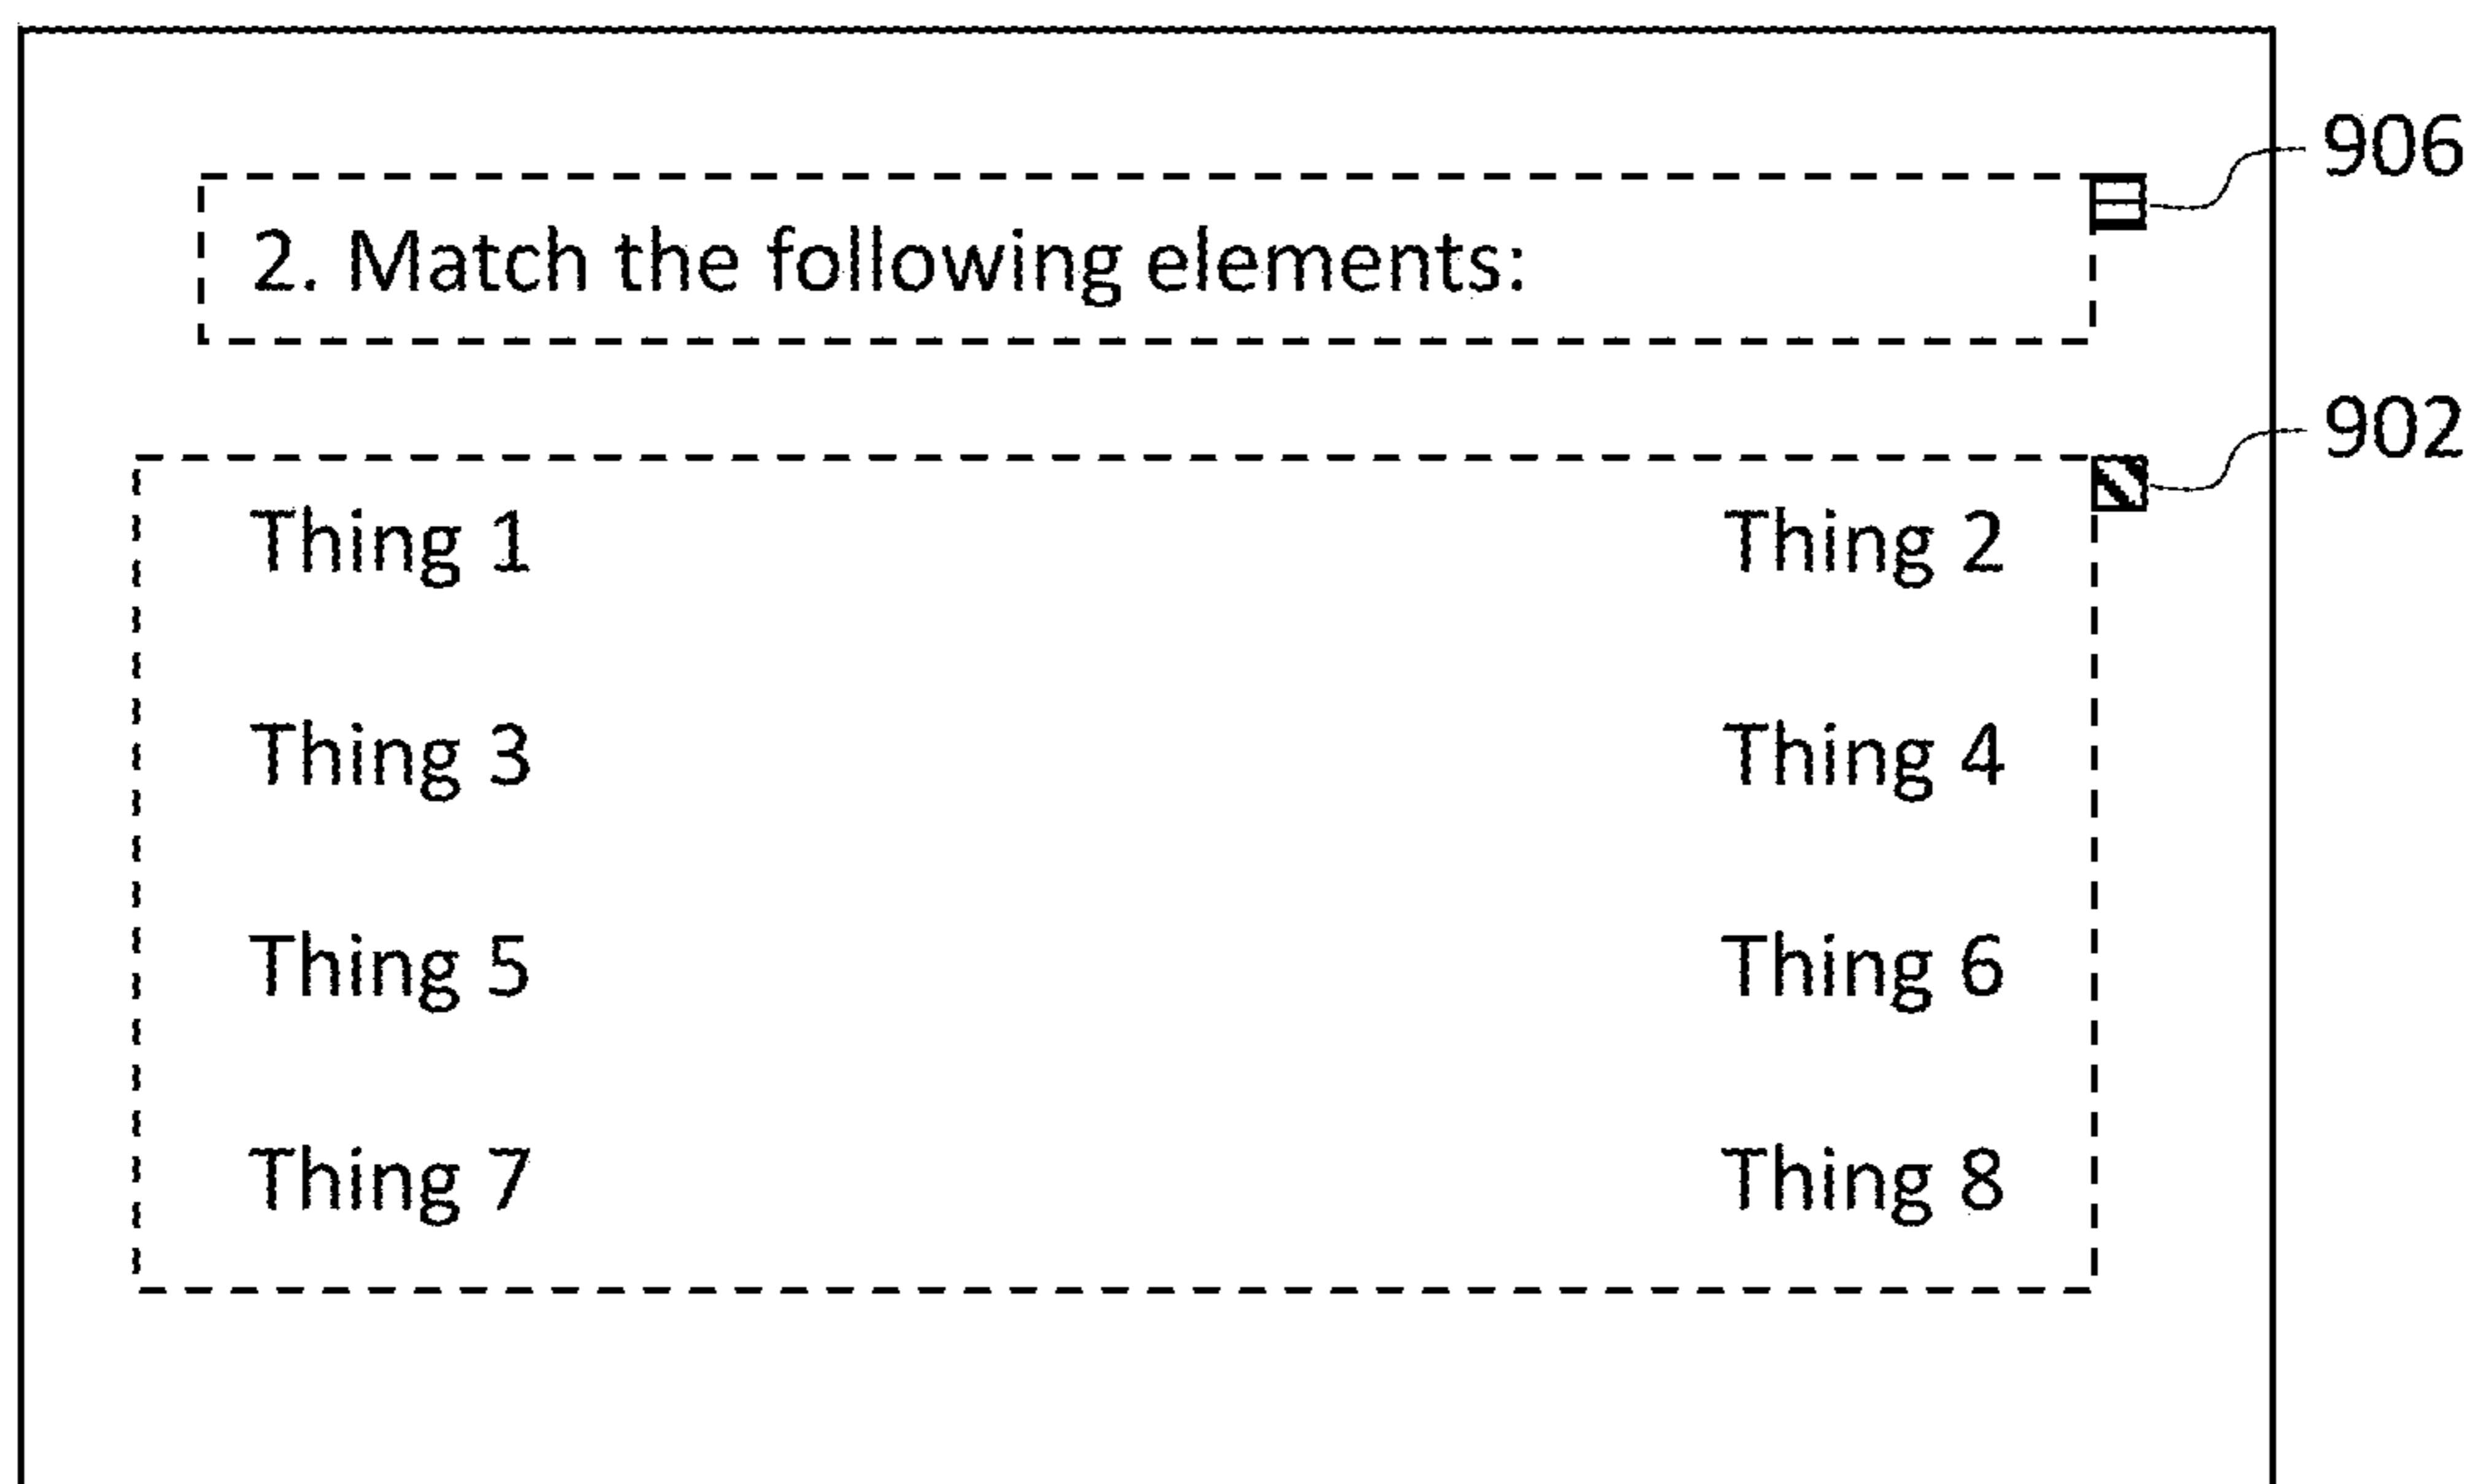 906
2. Match the following elements:
902
Thing 1 Thing 2
Thing 3 Thing 4
Thing 5 Thing 6
Thing 7 Thing 8